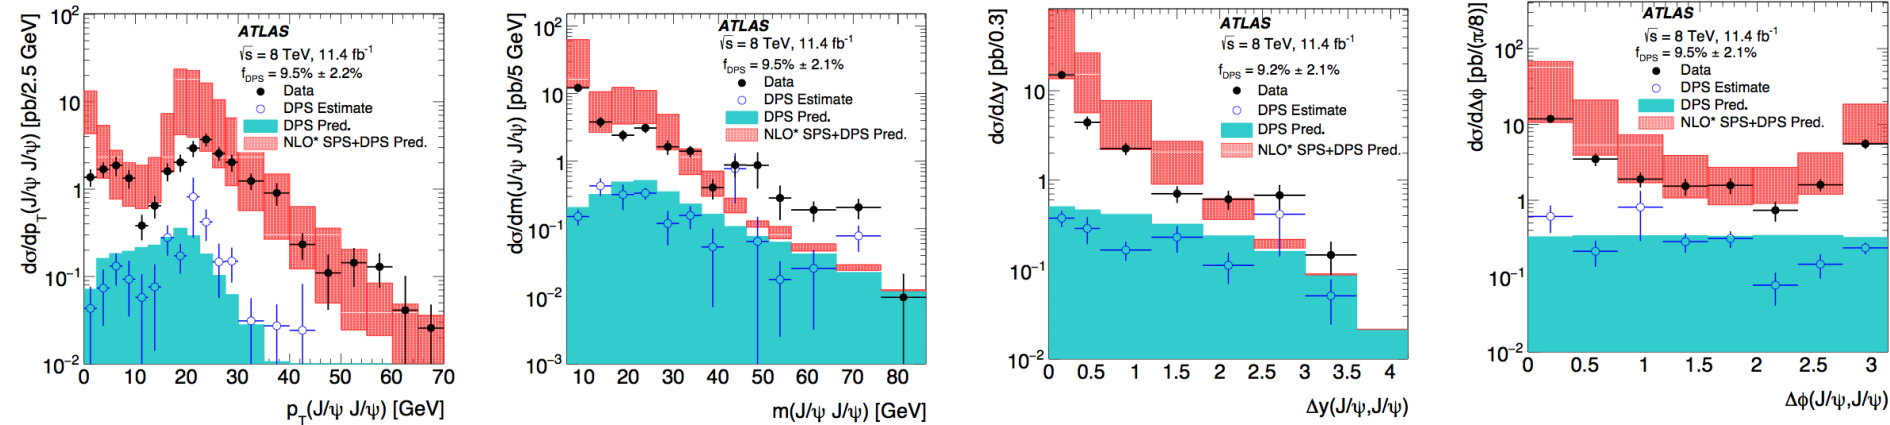 dσ/dp_T(J/ψ J/ψ) [pb/2.5 GeV]
10²
10
1
10⁻¹
10⁻²
ATLAS
√s = 8 TeV, 11.4 fb⁻¹
f_DPS = 9.5% ± 2.2%
Data
DPS Estimate
DPS Pred.
NLO* SPS+DPS Pred.
0 10 20 30 40 50 60 70
p_T(J/ψ J/ψ) [GeV]
dσ/dm(J/ψ J/ψ) [pb/5 GeV]
10²
10
1
10⁻¹
10⁻²
10⁻³
ATLAS
√s = 8 TeV, 11.4 fb⁻¹
f_DPS = 9.5% ± 2.1%
Data
DPS Estimate
DPS Pred.
NLO* SPS+DPS Pred.
10 20 30 40 50 60 70 80
m(J/ψ J/ψ) [GeV]
dσ/dΔy [pb/0.3]
10
1
10⁻¹
10⁻²
ATLAS
√s = 8 TeV, 11.4 fb⁻¹
f_DPS = 9.2% ± 2.1%
Data
DPS Estimate
DPS Pred.
NLO* SPS+DPS Pred.
0 0.5 1 1.5 2 2.5 3 3.5 4
Δy(J/ψ,J/ψ)
dσ/dΔϕ [pb/(π/8)]
10²
10
1
10⁻¹
10⁻²
ATLAS
√s = 8 TeV, 11.4 fb⁻¹
f_DPS = 9.5% ± 2.1%
Data
DPS Estimate
DPS Pred.
NLO* SPS+DPS Pred.
0 0.5 1 1.5 2 2.5 3
Δϕ(J/ψ,J/ψ)